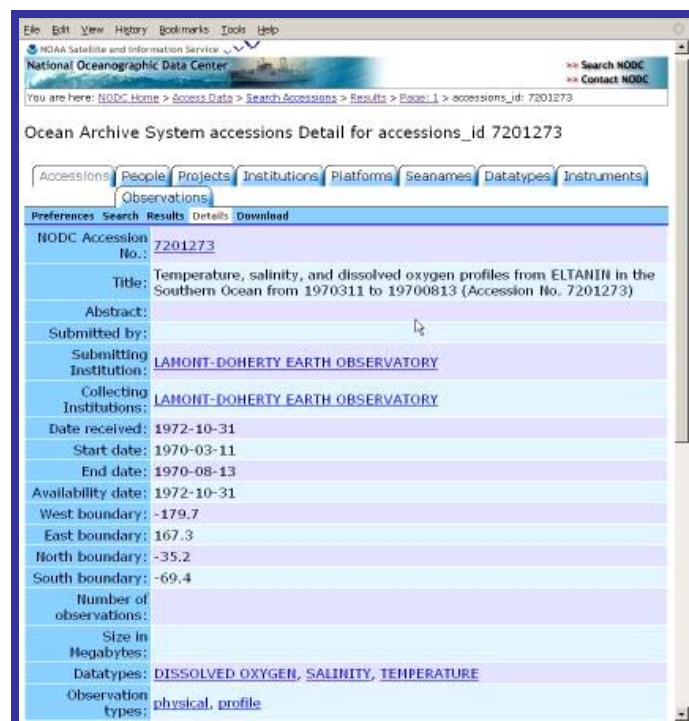 File Edit View History Bookmarks Tools Help
NOAA Satellite and Information Service
National Oceanographic Data Center
>> Search NODC
>> Contact NODC
You are here: NODC Home > Access Data > Search Accessions > Results > Page: 1 > accessions_id: 7201273
Ocean Archive System accessions Detail for accessions_id 7201273
Accessions People Projects Institutions Platforms Seanames Datatypes Instruments
Observations
Preferences Search Results Details Download
NODC Accession
No.: 7201273
Title: Temperature, salinity, and dissolved oxygen profiles from ELTANIN in the
Southern Ocean from 1970311 to 19700813 (Accession No. 7201273)
Abstract:
Submitted by:
Submitting
Institution: LAMONT-DOHERTY EARTH OBSERVATORY
Collecting
Institutions: LAMONT-DOHERTY EARTH OBSERVATORY
Date received: 1972-10-31
Start date: 1970-03-11
End date: 1970-08-13
Availability date: 1972-10-31
West boundary: -179.7
East boundary: 167.3
North boundary: -35.2
South boundary: -69.4
Number of
observations:
Size in
Megabytes:
Datatypes: DISSOLVED OXYGEN, SALINITY, TEMPERATURE
Observation
types: physical, profile